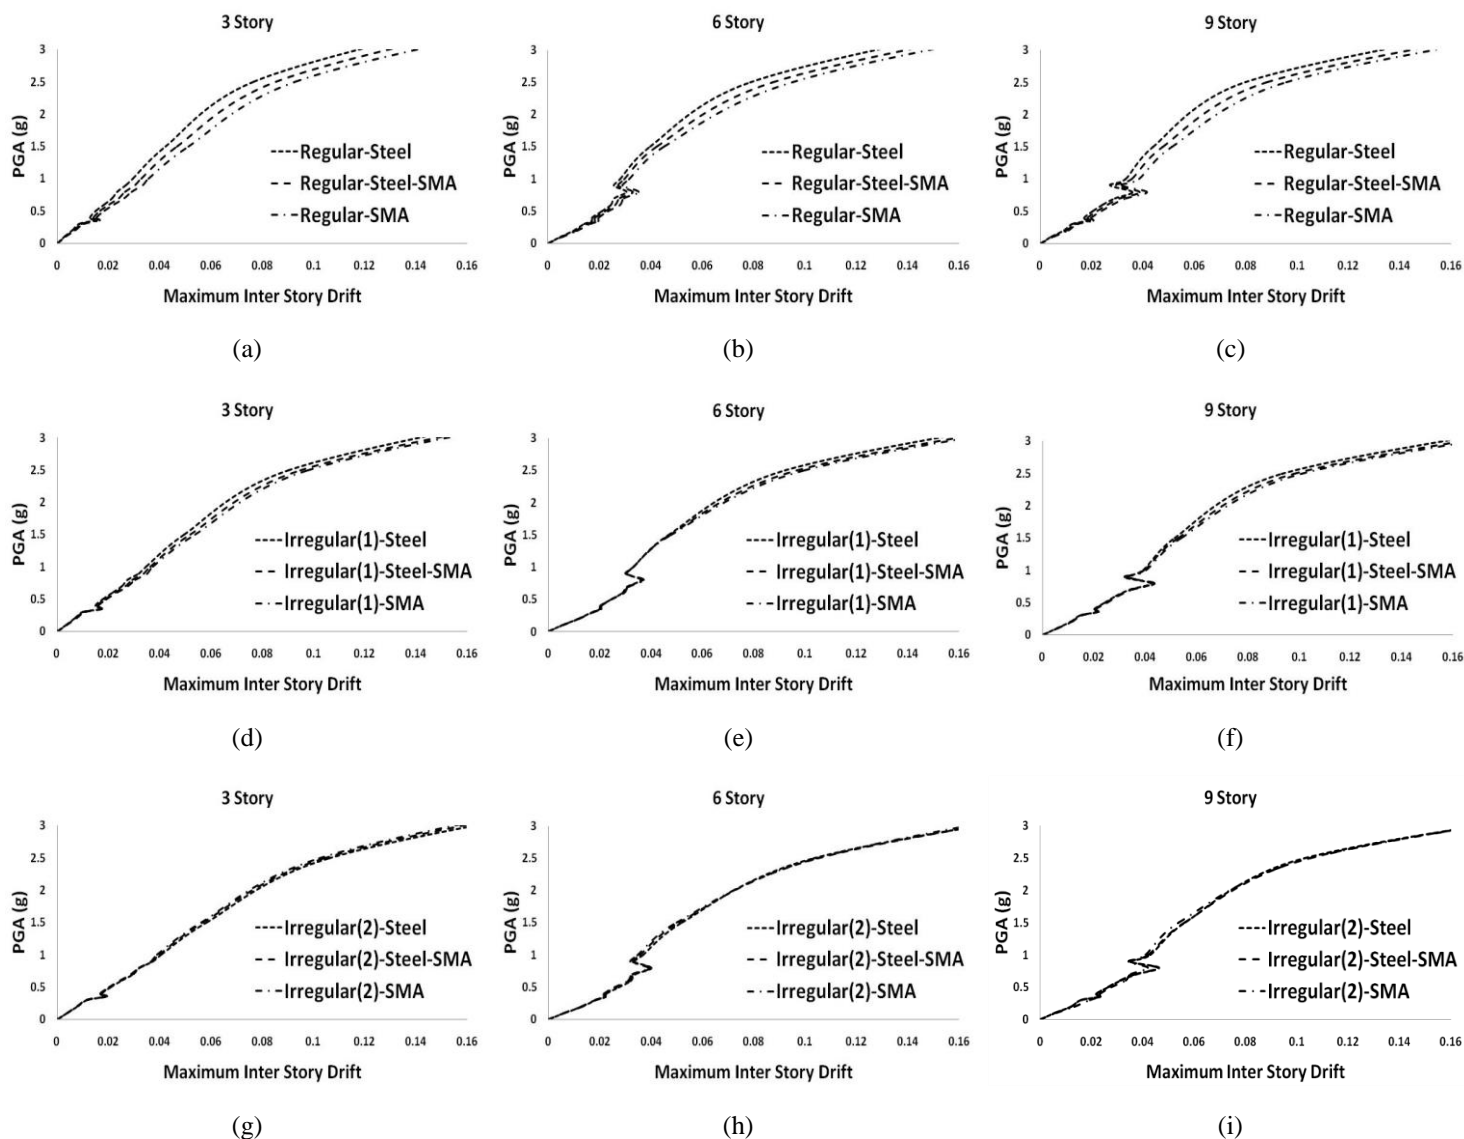 3 Story
PGA (g)
3
2.5
2
1.5
1
0.5
0
Regular-Steel
Regular-Steel-SMA
Regular-SMA
0 0.02 0.04 0.06 0.08 0.1 0.12 0.14 0.16
Maximum Inter Story Drift
(a)
6 Story
PGA (g)
3
2.5
2
1.5
1
0.5
0
Regular-Steel
Regular-Steel-SMA
Regular-SMA
0 0.02 0.04 0.06 0.08 0.1 0.12 0.14 0.16
Maximum Inter Story Drift
(b)
9 Story
PGA (g)
3
2.5
2
1.5
1
0.5
0
Regular-Steel
Regular-Steel-SMA
Regular-SMA
0 0.02 0.04 0.06 0.08 0.1 0.12 0.14 0.16
Maximum Inter Story Drift
(c)
3 Story
PGA (g)
3
2.5
2
1.5
1
0.5
0
Irregular(1)-Steel
Irregular(1)-Steel-SMA
Irregular(1)-SMA
0 0.02 0.04 0.06 0.08 0.1 0.12 0.14 0.16
Maximum Inter Story Drift
(d)
6 Story
PGA (g)
3
2.5
2
1.5
1
0.5
0
Irregular(1)-Steel
Irregular(1)-Steel-SMA
Irregular(1)-SMA
0 0.02 0.04 0.06 0.08 0.1 0.12 0.14 0.16
Maximum Inter Story Drift
(e)
9 Story
PGA (g)
3
2.5
2
1.5
1
0.5
0
Irregular(1)-Steel
Irregular(1)-Steel-SMA
Irregular(1)-SMA
0 0.02 0.04 0.06 0.08 0.1 0.12 0.14 0.16
Maximum Inter Story Drift
(f)
3 Story
PGA (g)
3
2.5
2
1.5
1
0.5
0
Irregular(2)-Steel
Irregular(2)-Steel-SMA
Irregular(2)-SMA
0 0.02 0.04 0.06 0.08 0.1 0.12 0.14 0.16
Maximum Inter Story Drift
(g)
6 Story
PGA (g)
3
2.5
2
1.5
1
0.5
0
Irregular(2)-Steel
Irregular(2)-Steel-SMA
Irregular(2)-SMA
0 0.02 0.04 0.06 0.08 0.1 0.12 0.14 0.16
Maximum Inter Story Drift
(h)
9 Story
PGA (g)
3
2.5
2
1.5
1
0.5
0
Irregular(2)-Steel
Irregular(2)-Steel-SMA
Irregular(2)-SMA
0 0.02 0.04 0.06 0.08 0.1 0.12 0.14 0.16
Maximum Inter Story Drift
(i)